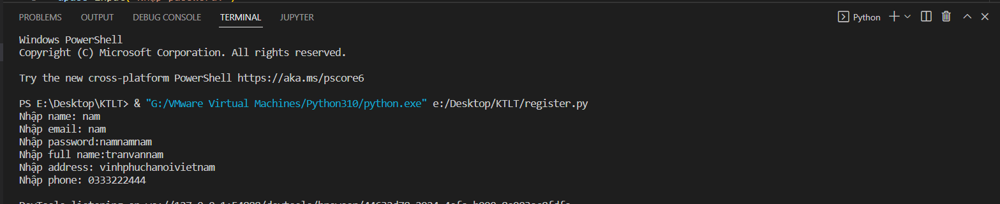 PROBLEMS OUTPUT DEBUG CONSOLE TERMINAL JUPYTER Python
Windows PowerShell
Copyright (C) Microsoft Corporation. All rights reserved.
Try the new cross-platform PowerShell https://aka.ms/pscore6
PS E:\Desktop\KTLT> & "G:/VMware Virtual Machines/Python310/python.exe" e:/Desktop/KTLT/register.py
Nhập name: nam
Nhập email: nam
Nhập password:namnamnam
Nhập full name:tranvannam
Nhập address: vinhphuchanoivietnam
Nhập phone: 0333222444
DevTools listening on